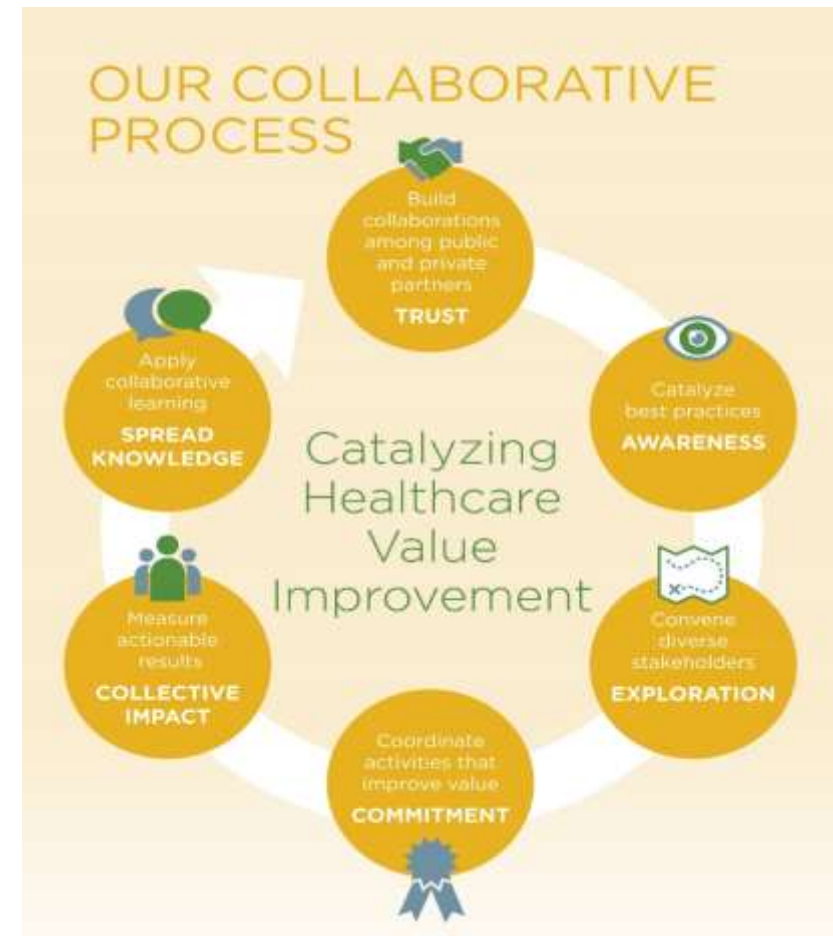 OUR COLLABORATIVE
PROCESS
Build
collaborations
among public
and private
partners
TRUST
Catalyze
best practices
AWARENESS
Convene
diverse
stakeholders
EXPLORATION
Coordinate
activities that
improve value
COMMITMENT
Measure
actionable
results
COLLECTIVE
IMPACT
Apply
collaborative
learning
SPREAD
KNOWLEDGE
Catalyzing
Healthcare
Value
Improvement